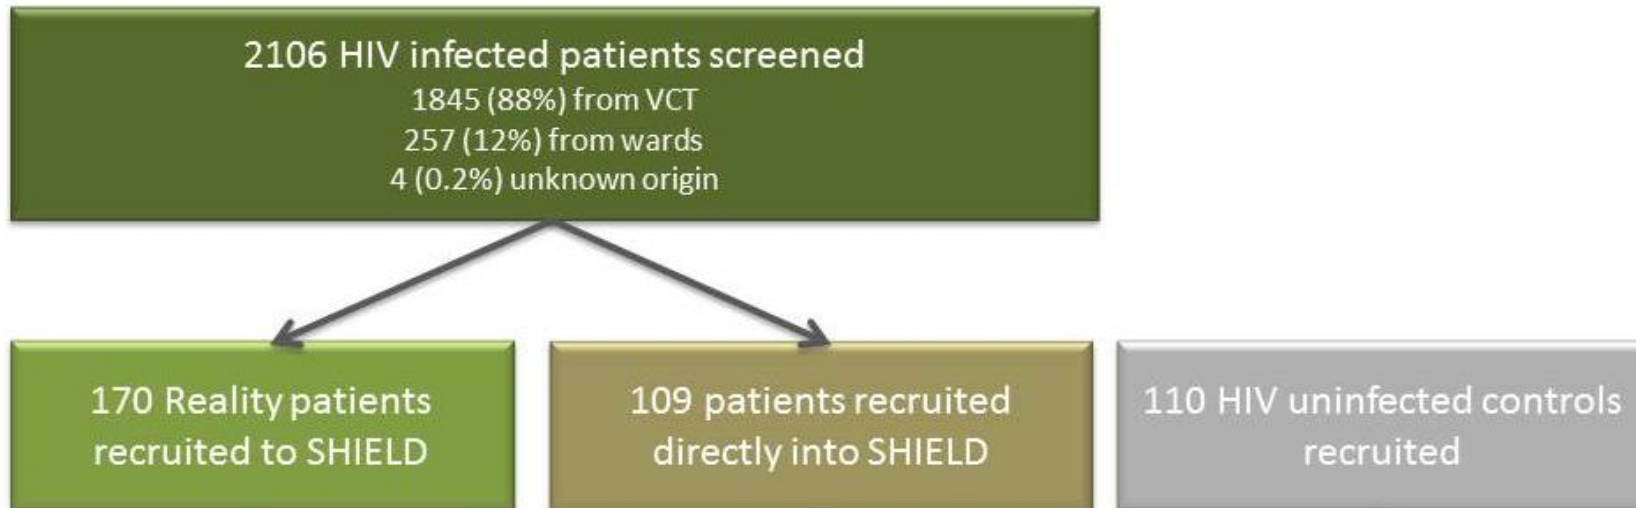 2106 HIV infected patients screened
1845 (88%) from VCT
257 (12%) from wards
4 (0.2%) unknown origin
170 Reality patients
recruited to SHIELD
109 patients recruited
directly into SHIELD
110 HIV uninfected controls
recruited